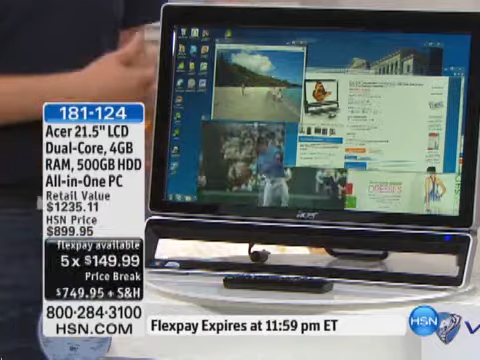 181-124
Acer 21.5" LCD
Dual-Core, 4GB
RAM, 500GB HDD
All-in-One PC
Retail Value
$1235.11
HSN Price
$899.95
flexpay available
5 x $149.99
Price Break
$749.95 + S&H
800·284·3100
HSN.COM
Flexpay Expires at 11:59 pm ET
HSN
acer
DRESSES